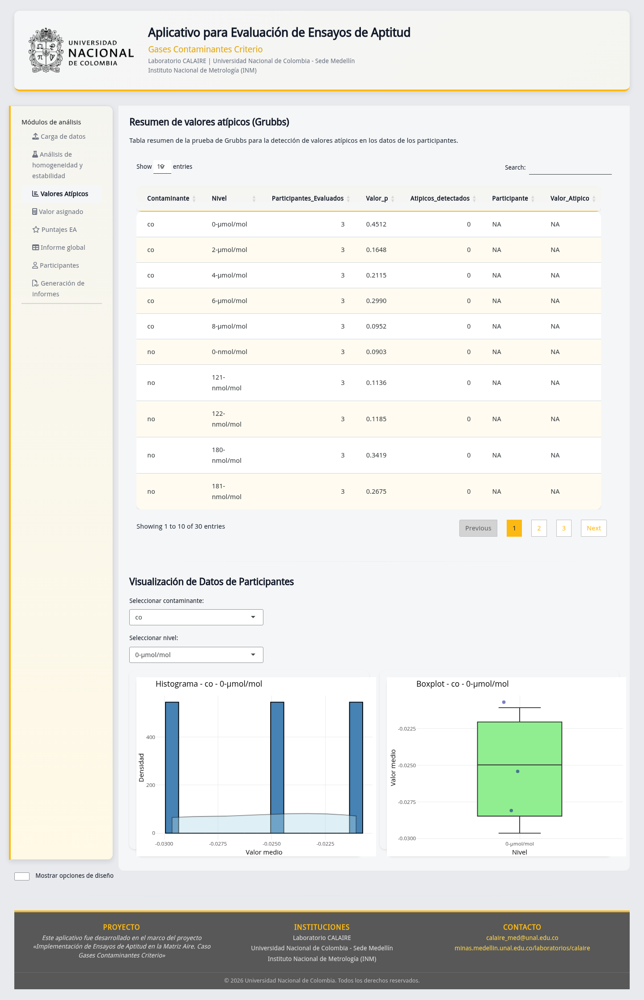 UNIVERSIDAD
NACIONAL
DE COLOMBIA
Aplicativo para Evaluación de Ensayos de Aptitud
Gases Contaminantes Criterio
Laboratorio CALAIRE | Universidad Nacional de Colombia - Sede Medellín
Instituto Nacional de Metrología (INM)
Módulos de análisis
Carga de datos
Análisis de
homogeneidad y
estabilidad
Valores Atípicos
Valor asignado
Puntajes EA
Informe global
Participantes
Generación de
informes
Resumen de valores atípicos (Grubbs)
Tabla resumen de la prueba de Grubbs para la detección de valores atípicos en los datos de los participantes.
Show 10 entries
Search:
Contaminante Nivel Participantes_Evaluados Valor_p Atipicos_detectados Participante Valor_Atipico
co 0-μmol/mol 3 0.4512 0 NA NA
co 2-μmol/mol 3 0.1648 0 NA NA
co 4-μmol/mol 3 0.2115 0 NA NA
co 6-μmol/mol 3 0.2990 0 NA NA
co 8-μmol/mol 3 0.0952 0 NA NA
no 0-nmol/mol 3 0.0903 0 NA NA
no 121-
nmol/mol 3 0.1136 0 NA NA
no 122-
nmol/mol 3 0.1185 0 NA NA
no 180-
nmol/mol 3 0.3419 0 NA NA
no 181-
nmol/mol 3 0.2675 0 NA NA
Showing 1 to 10 of 30 entries
Previous 1 2 3 Next
Visualización de Datos de Participantes
Seleccionar contaminante:
co
Seleccionar nivel:
0-μmol/mol
Histograma - co - 0-μmol/mol
Densidad
400
200
0
-0.0300 -0.0275 -0.0250 -0.0225
Valor medio
Boxplot - co - 0-μmol/mol
Valor medio
-0.0225
-0.0250
-0.0275
-0.0300
0-μmol/mol
Nivel
Mostrar opciones de diseño
PROYECTO
Este aplicativo fue desarrollado en el marco del proyecto
«Implementación de Ensayos de Aptitud en la Matriz Aire. Caso
Gases Contaminantes Criterio»
INSTITUCIONES
Laboratorio CALAIRE
Universidad Nacional de Colombia - Sede Medellín
Instituto Nacional de Metrología (INM)
CONTACTO
calaire_med@unal.edu.co
minas.medellin.unal.edu.co/laboratorios/calaire
© 2026 Universidad Nacional de Colombia. Todos los derechos reservados.